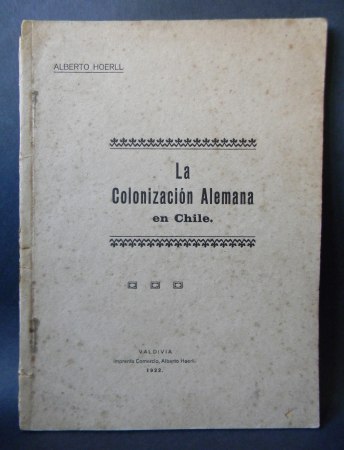 ALBERTO HOERLL
La
Colonización Alemana
en Chile.
VALDIVIA
Imprenta Comercio, Alberto Hoerll
1922.